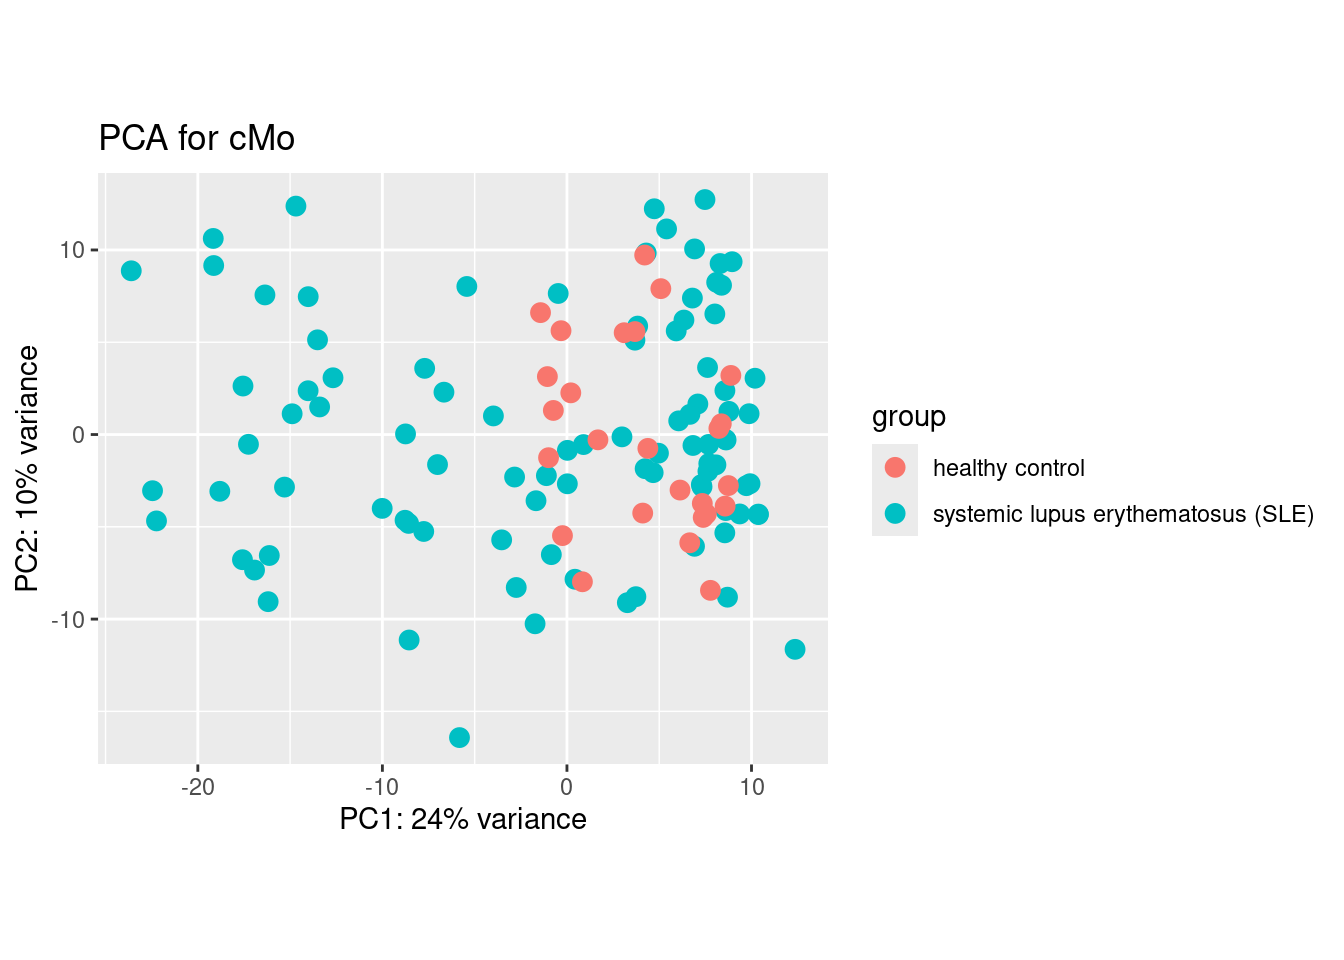 PCA for cMo
10
0
-10
PC2: 10% variance
-20
-10
0
10
PC1: 24% variance
group
healthy control
systemic lupus erythematosus (SLE)